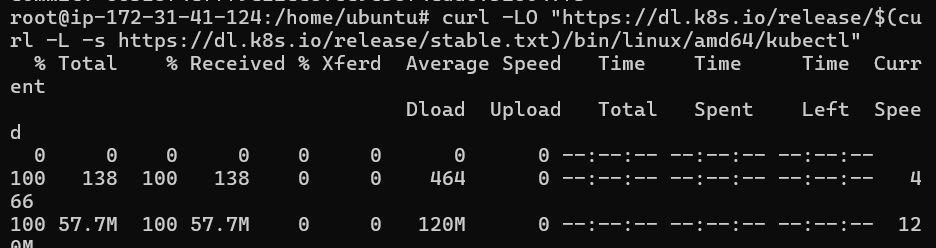 root@ip-172-31-41-124:/home/ubuntu# curl -LO "https://dl.k8s.io/release/$(cu
rl -L -s https://dl.k8s.io/release/stable.txt)/bin/linux/amd64/kubectl"
  % Total    % Received % Xferd  Average Speed   Time    Time     Time  Curr
ent
                                 Dload  Upload   Total   Spent    Left  Spee
d
  0     0    0     0    0     0      0      0 --:--:-- --:--:-- --:--:--
100   138  100   138    0     0    464      0 --:--:-- --:--:-- --:--:--   4
66
100 57.7M  100 57.7M    0     0   120M      0 --:--:-- --:--:-- --:--:--  12
0M